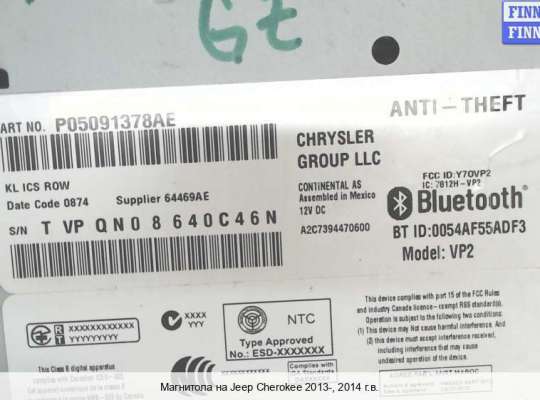 FINN
FINN
79
ART NO. P05091378AE
ANTI-THEFT
CHRYSLER
GROUP LLC
KL ICS ROW
Date Code 0874 Supplier 64469AE
S/N T VP QN0 8 640C46N
CONTINENTAL AS
Assembled in Mexico
12V DC
A2C7394470600
FCC ID:Y70VP2
IC: 7812H-VP2
Bluetooth
BT ID:0054AF55ADF3
Model: VP2
R
T
T
XXXXXXXXXXXX
YYYYYYYYY
XXXX
YYY
NTC
Type Approved
No.: ESD-XXXXXXX
This device complies with part 15 of the FCC Rules
and industry Canada licence - exempt RSS standard(s).
Operation is subject to the following two conditions:
(1) This device may Not cause harmful interference. And
(2) this device must accept interference received,
including interference that may cause
undesired operation of the device.
This Class B digital apparatus
Complies with
Магнитола на Jeep Cherokee 2013-, 2014 г.в.